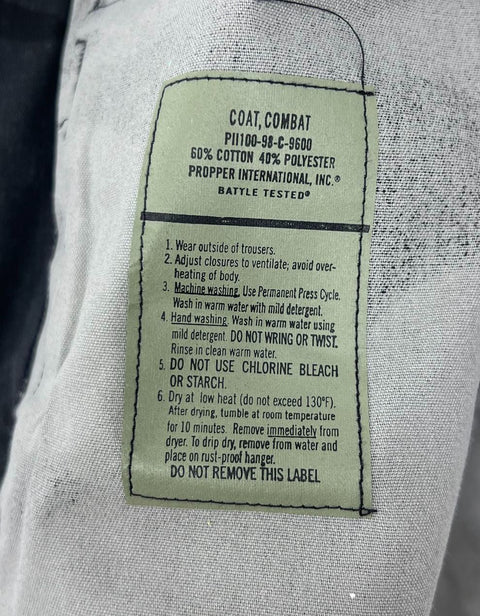 COAT, COMBAT
PII100-98-C-9600
60% COTTON 40% POLYESTER
PROPPER INTERNATIONAL, INC.®
BATTLE TESTED®
1. Wear outside of trousers.
2. Adjust closures to ventilate; avoid over-
heating of body.
3. Machine washing. Use Permanent Press Cycle.
Wash in warm water with mild detergent.
4. Hand washing. Wash in warm water using
mild detergent. DO NOT WRING OR TWIST.
Rinse in clean warm water.
5. DO NOT USE CHLORINE BLEACH
OR STARCH.
6. Dry at low heat (do not exceed 130°F).
After drying, tumble at room temperature
for 10 minutes. Remove immediately from
dryer. To drip dry, remove from water and
place on rust-proof hanger.
DO NOT REMOVE THIS LABEL